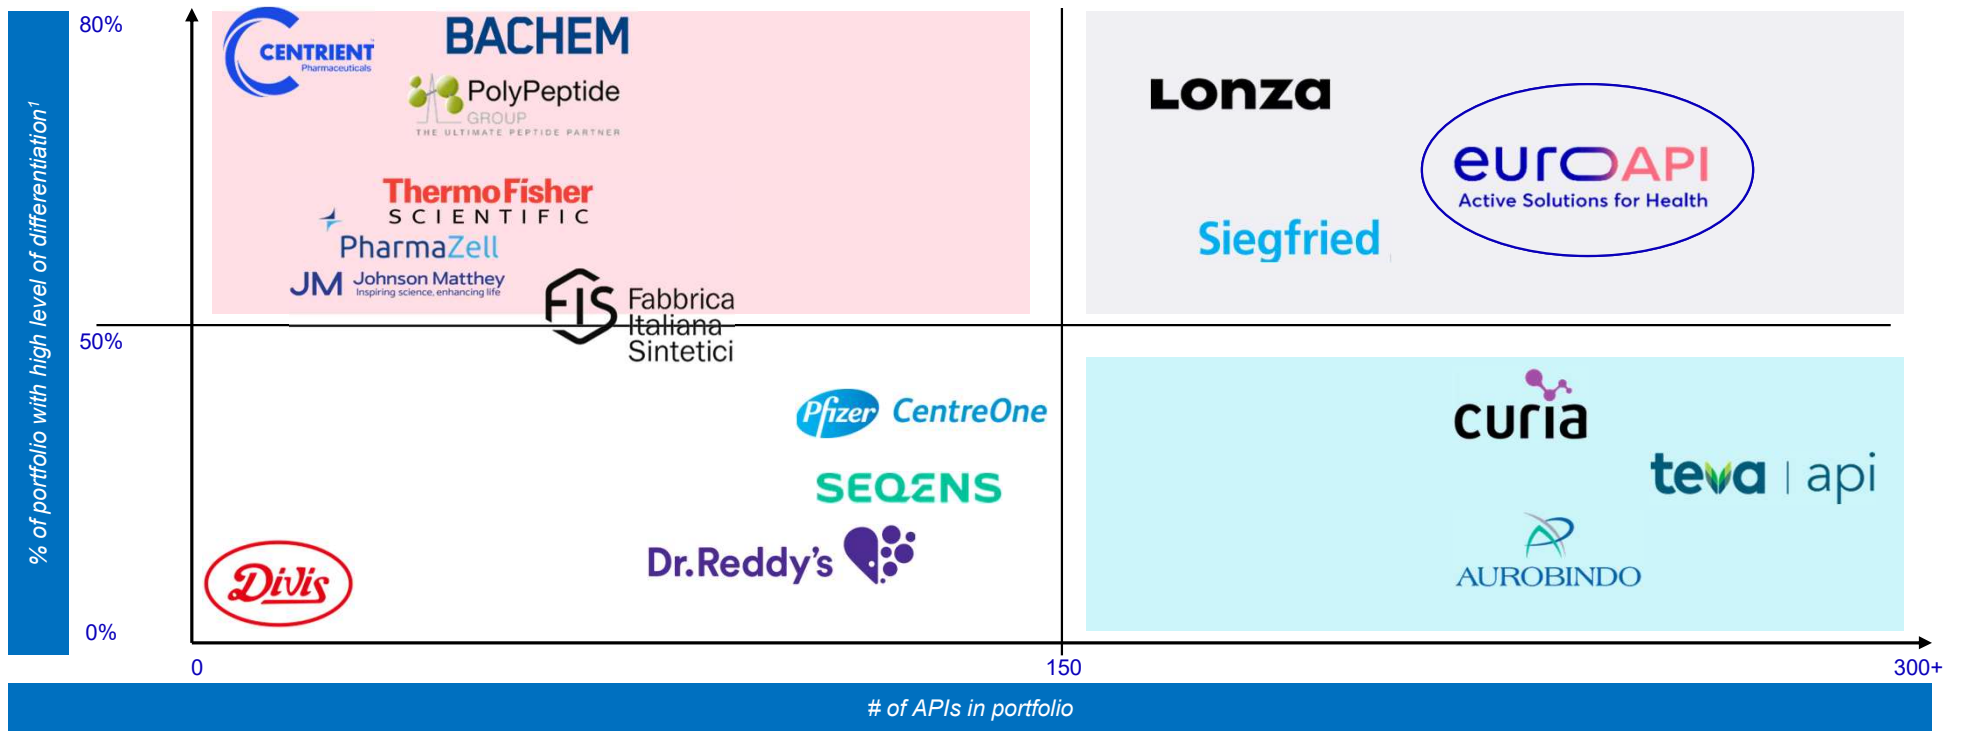 80%
CENTRIENT
Pharmaceuticals
BACHEM
PolyPeptide
GROUP
THE ULTIMATE PEPTIDE PARTNER
Lonza
euroAPI
Active Solutions for Health
ThermoFisher
SCIENTIFIC
PharmaZell
Siegfried
JM Johnson Matthey
Inspiring science, enhancing life
FIS Fabbrica
Italiana
Sintetici
% of portfolio with high level of differentiation1
50%
Pfizer CentreOne
curia
teva | api
SEQENS
Dr.Reddy's
AUROBINDO
Divis
0%
0
150
300+
# of APIs in portfolio